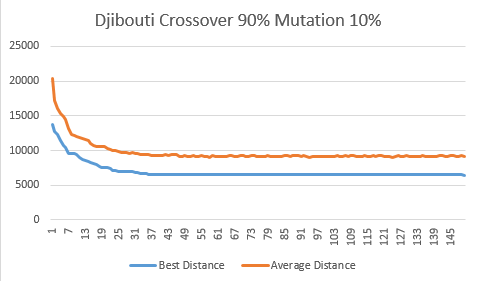 Djibouti Crossover 90% Mutation 10%
25000
20000
15000
10000
5000
0
1 7 13 19 25 31 37 43 49 55 61 67 73 79 85 91 97 103 109 115 121 127 133 139 145
Best Distance Average Distance